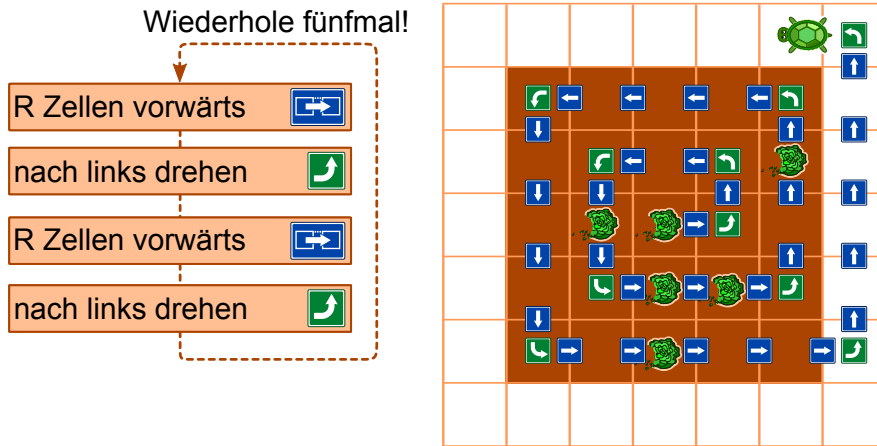 Wiederhole fünfmal!
R Zellen vorwärts
nach links drehen
R Zellen vorwärts
nach links drehen